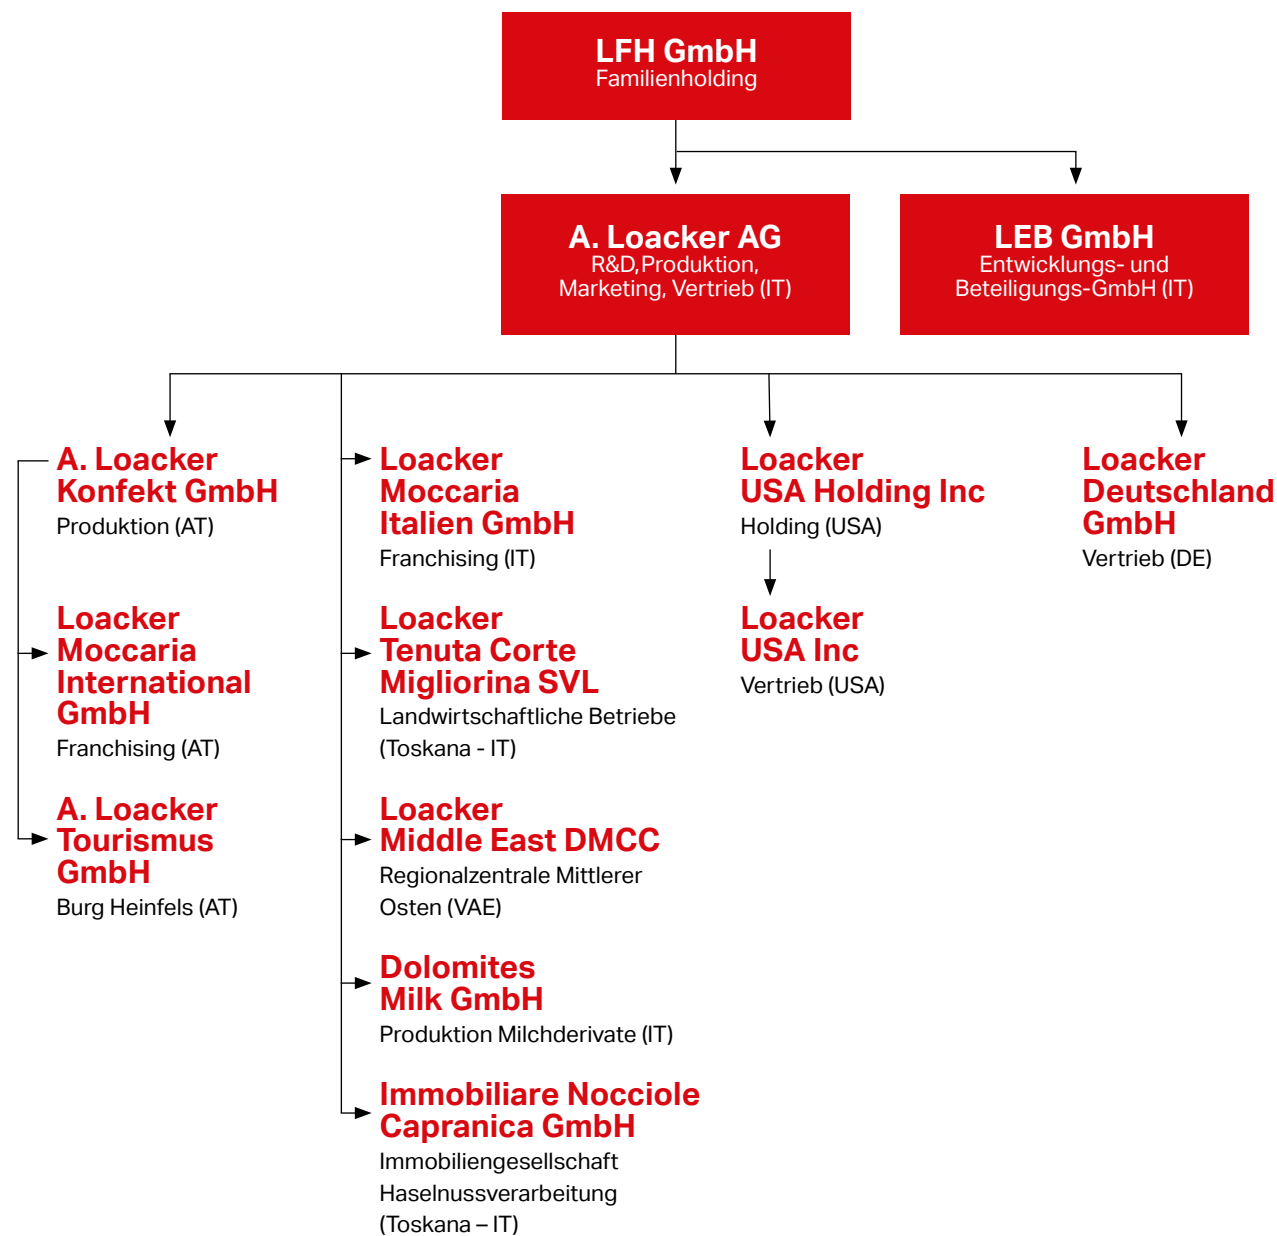 LFH GmbH
Familienholding
A. Loacker AG
R&D, Produktion,
Marketing, Vertrieb (IT)
LEB GmbH
Entwicklungs- und
Beteiligungs-GmbH (IT)
A. Loacker
Konfekt GmbH
Produktion (AT)
Loacker
Moccaria
International
GmbH
Franchising (AT)
A. Loacker
Tourismus
GmbH
Burg Heinfels (AT)
Loacker
Moccaria
Italien GmbH
Franchising (IT)
Loacker
Tenuta Corte
Migliorina SVL
Landwirtschaftliche Betriebe
(Toskana - IT)
Loacker
Middle East DMCC
Regionalzentrale Mittlerer
Osten (VAE)
Dolomites
Milk GmbH
Produktion Milchderivate (IT)
Immobiliare Nocciole
Capranica GmbH
Immobiliengesellschaft
Haselnussverarbeitung
(Toskana – IT)
Loacker
USA Holding Inc
Holding (USA)
Loacker
USA Inc
Vertrieb (USA)
Loacker
Deutschland
GmbH
Vertrieb (DE)